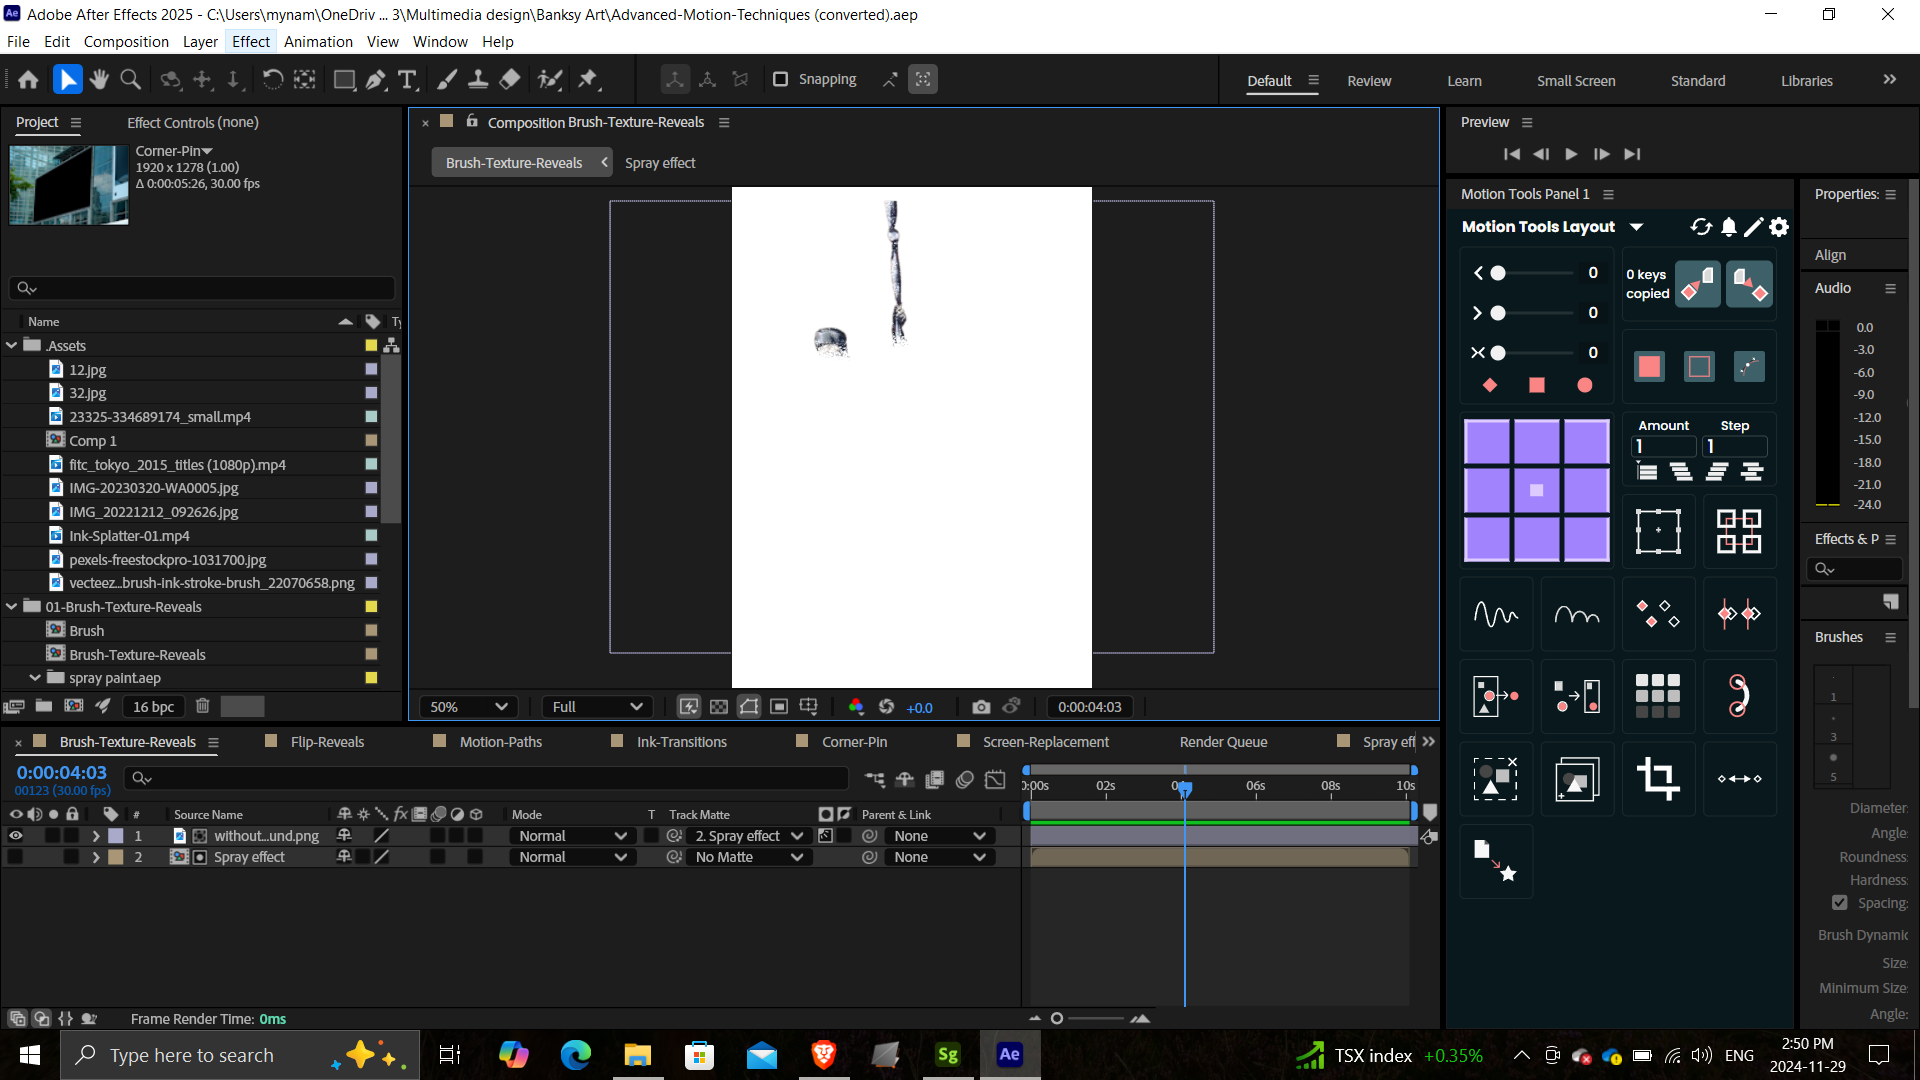 Adobe After Effects 2025 - C:\Users\mynam\OneDriv ... 3\Multimedia design\Banksy Art\Advanced-Motion-Techniques (converted).aep
File Edit Composition Layer Effect Animation View Window Help
Snapping
Default Review Learn Small Screen Standard Libraries
Project Effect Controls (none)
Corner-Pin
1920 x 1278 (1.00)
Δ 0:00:05:26, 30.00 fps
Name
.Assets
12.jpg
32.jpg
23325-334689174_small.mp4
Comp 1
fitc_tokyo_2015_titles (1080p).mp4
IMG-20230320-WA0005.jpg
IMG_20221212_092626.jpg
Ink-Splatter-01.mp4
pexels-freestockpro-1031700.jpg
vecteez...brush-ink-stroke-brush_22070658.png
01-Brush-Texture-Reveals
Brush
Brush-Texture-Reveals
spray paint.aep
16 bpc
Composition Brush-Texture-Reveals
Brush-Texture-Reveals Spray effect
50% Full +0.0 0:00:04:03
Preview
Motion Tools Panel 1
Motion Tools Layout
0
0
0
0 keys
copied
Amount Step
1 1
Properties:
Align
Audio
0.0
-3.0
-6.0
-9.0
-12.0
-15.0
-18.0
-21.0
-24.0
Effects & P
Brushes
1
3
5
Diameter:
Angle:
Roundness:
Hardness:
Spacing:
Brush Dynamic
Size:
Minimum Size:
Angle:
Brush-Texture-Reveals Flip-Reveals Motion-Paths Ink-Transitions Corner-Pin Screen-Replacement Render Queue Spray eff
0:00:04:03
00123 (30.00 fps)
02s 06s 08s 10s
# Source Name Mode T Track Matte Parent & Link
1 without...und.png Normal 2. Spray effect None
2 Spray effect Normal No Matte None
Frame Render Time: 0ms
Type here to search
Sg
Ae
TSX index +0.35%
ENG
2:50 PM
2024-11-29